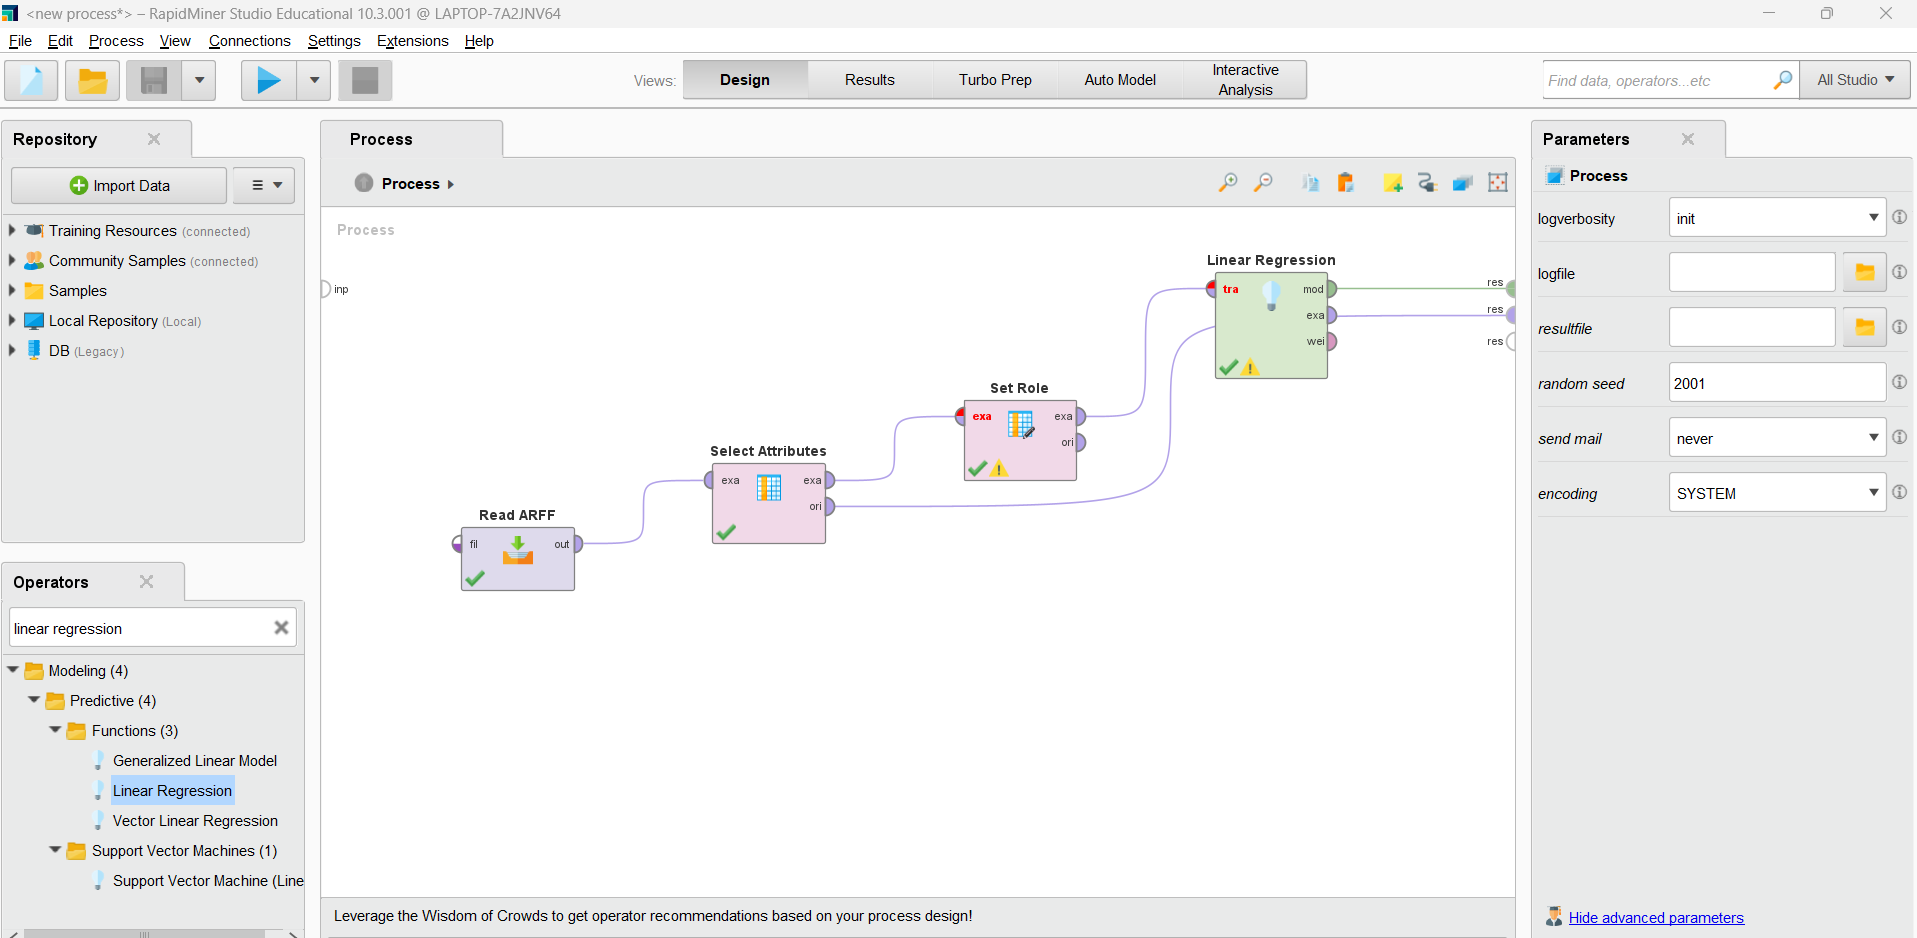 <new process*> – RapidMiner Studio Educational 10.3.001 @ LAPTOP-7A2JNV64
File Edit Process View Connections Settings Extensions Help
Views: Design Results Turbo Prep Auto Model Interactive Analysis
Find data, operators...etc All Studio
Repository
Import Data
Training Resources (connected)
Community Samples (connected)
Samples
Local Repository (Local)
DB (Legacy)
Operators
linear regression
Modeling (4)
Predictive (4)
Functions (3)
Generalized Linear Model
Linear Regression
Vector Linear Regression
Support Vector Machines (1)
Support Vector Machine (Line
Process
Process
Process
inp
Linear Regression
tra mod
exa
wei
res
res
res
Set Role
exa exa
ori
Select Attributes
exa exa
ori
Read ARFF
fil out
Leverage the Wisdom of Crowds to get operator recommendations based on your process design!
Parameters
Process
logverbosity init
logfile
resultfile
random seed 2001
send mail never
encoding SYSTEM
Hide advanced parameters